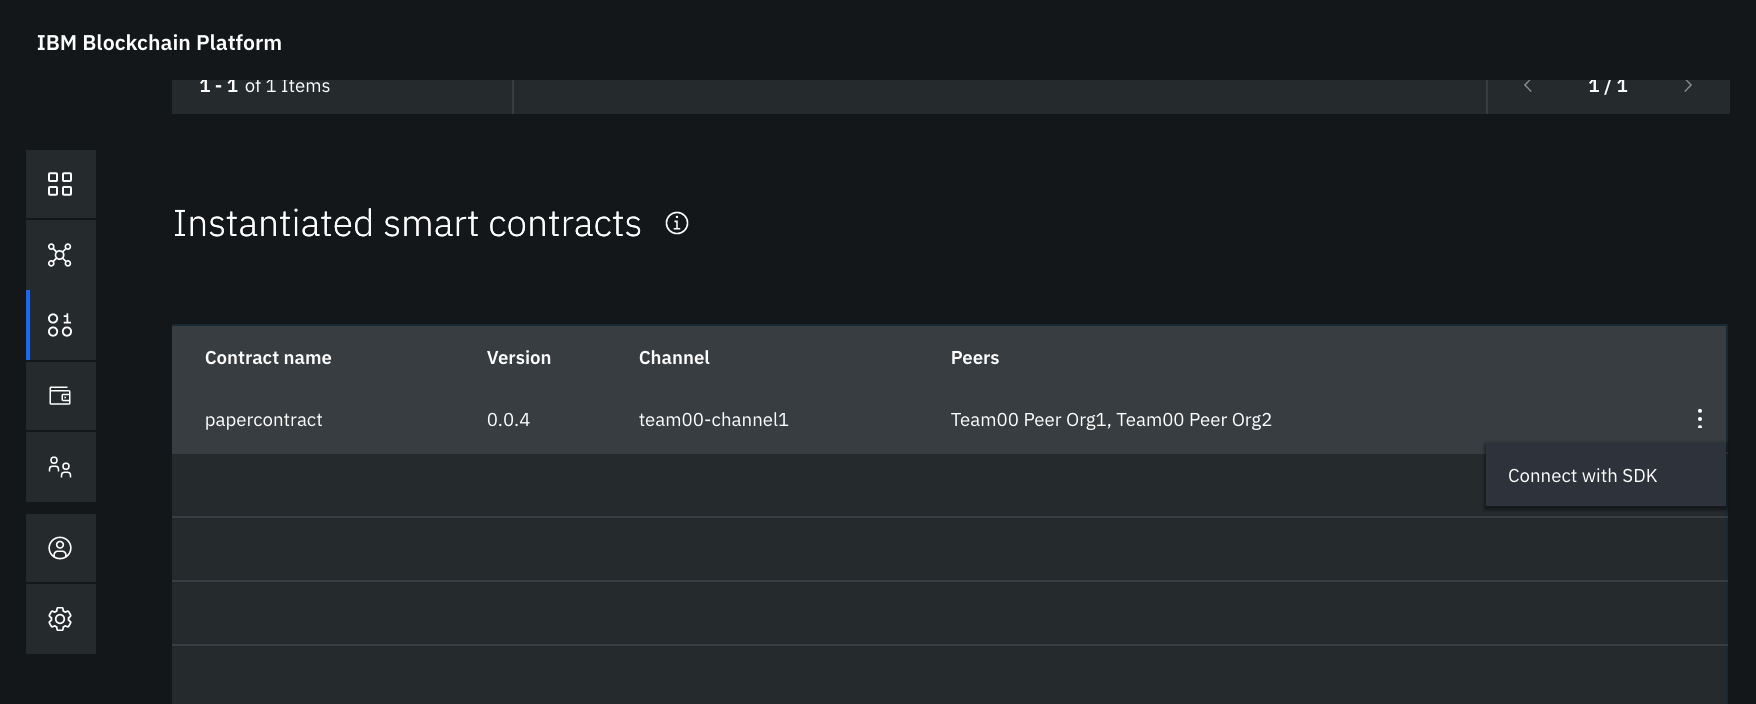 IBM Blockchain Platform
1 - 1 of 1 Items 1 / 1
Instantiated smart contracts
Contract name Version Channel Peers
papercontract 0.0.4 team00-channel1 Team00 Peer Org1, Team00 Peer Org2
Connect with SDK